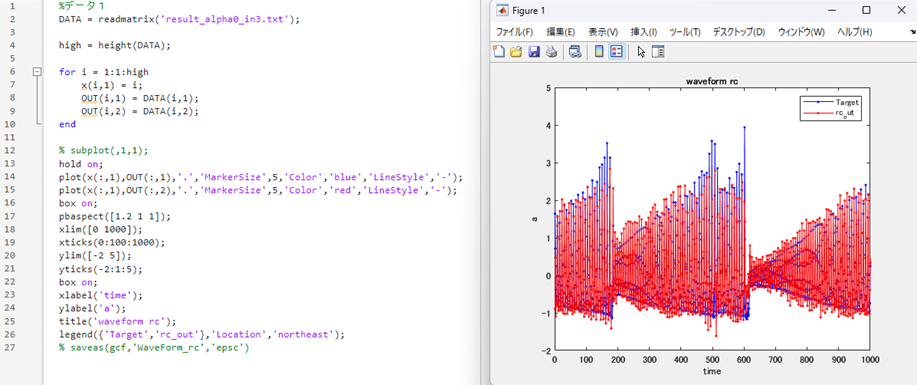 1 %データ１
2 DATA = readmatrix('result_alpha0_in3.txt');
3
4 high = height(DATA);
5
6 for i = 1:1:high
7 x(i,1) = i;
8 OUT(i,1) = DATA(i,1);
9 OUT(i,2) = DATA(i,2);
10 end
11
12 % subplot(,1,1);
13 hold on;
14 plot(x(:,1),OUT(:,1),'.','MarkerSize',5,'Color','blue','LineStyle','-');
15 plot(x(:,1),OUT(:,2),'.','MarkerSize',5,'Color','red','LineStyle','-');
16 box on;
17 pbaspect([1.2 1 1]);
18 xlim([0 1000]);
19 xticks(0:100:1000);
20 ylim([-2 5]);
21 yticks(-2:1:5);
22 box on;
23 xlabel('time');
24 ylabel('a');
25 title('waveform rc');
26 legend({'Target','rc_out'},'Location','northeast');
27 % saveas(gcf,'WaveForm_rc','epsc')
Figure 1
ファイル(F) 編集(E) 表示(V) 挿入(I) ツール(T) デスクトップ(D) ウィンドウ(W) ヘルプ(H)
waveform rc
Target
rc_out
5
4
3
2
1
0
-1
-2
a
0 100 200 300 400 500 600 700 800 900 1000
time